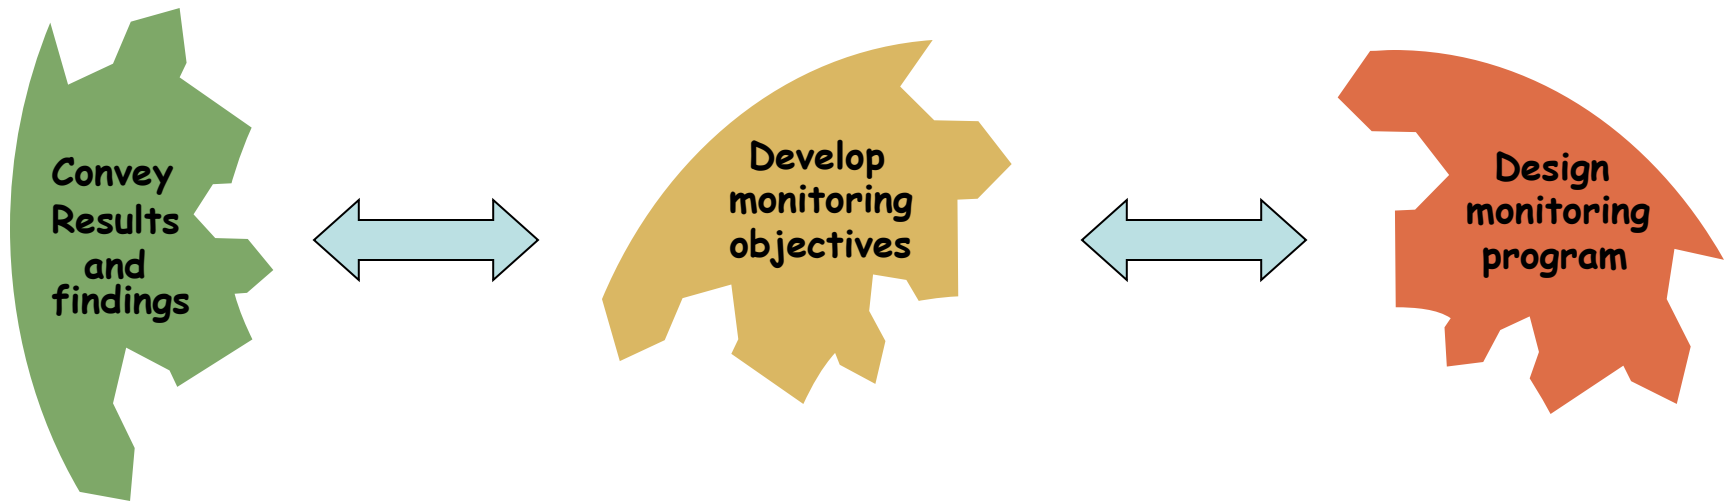 Convey
Results
and
findings
Develop
monitoring
objectives
Design
monitoring
program